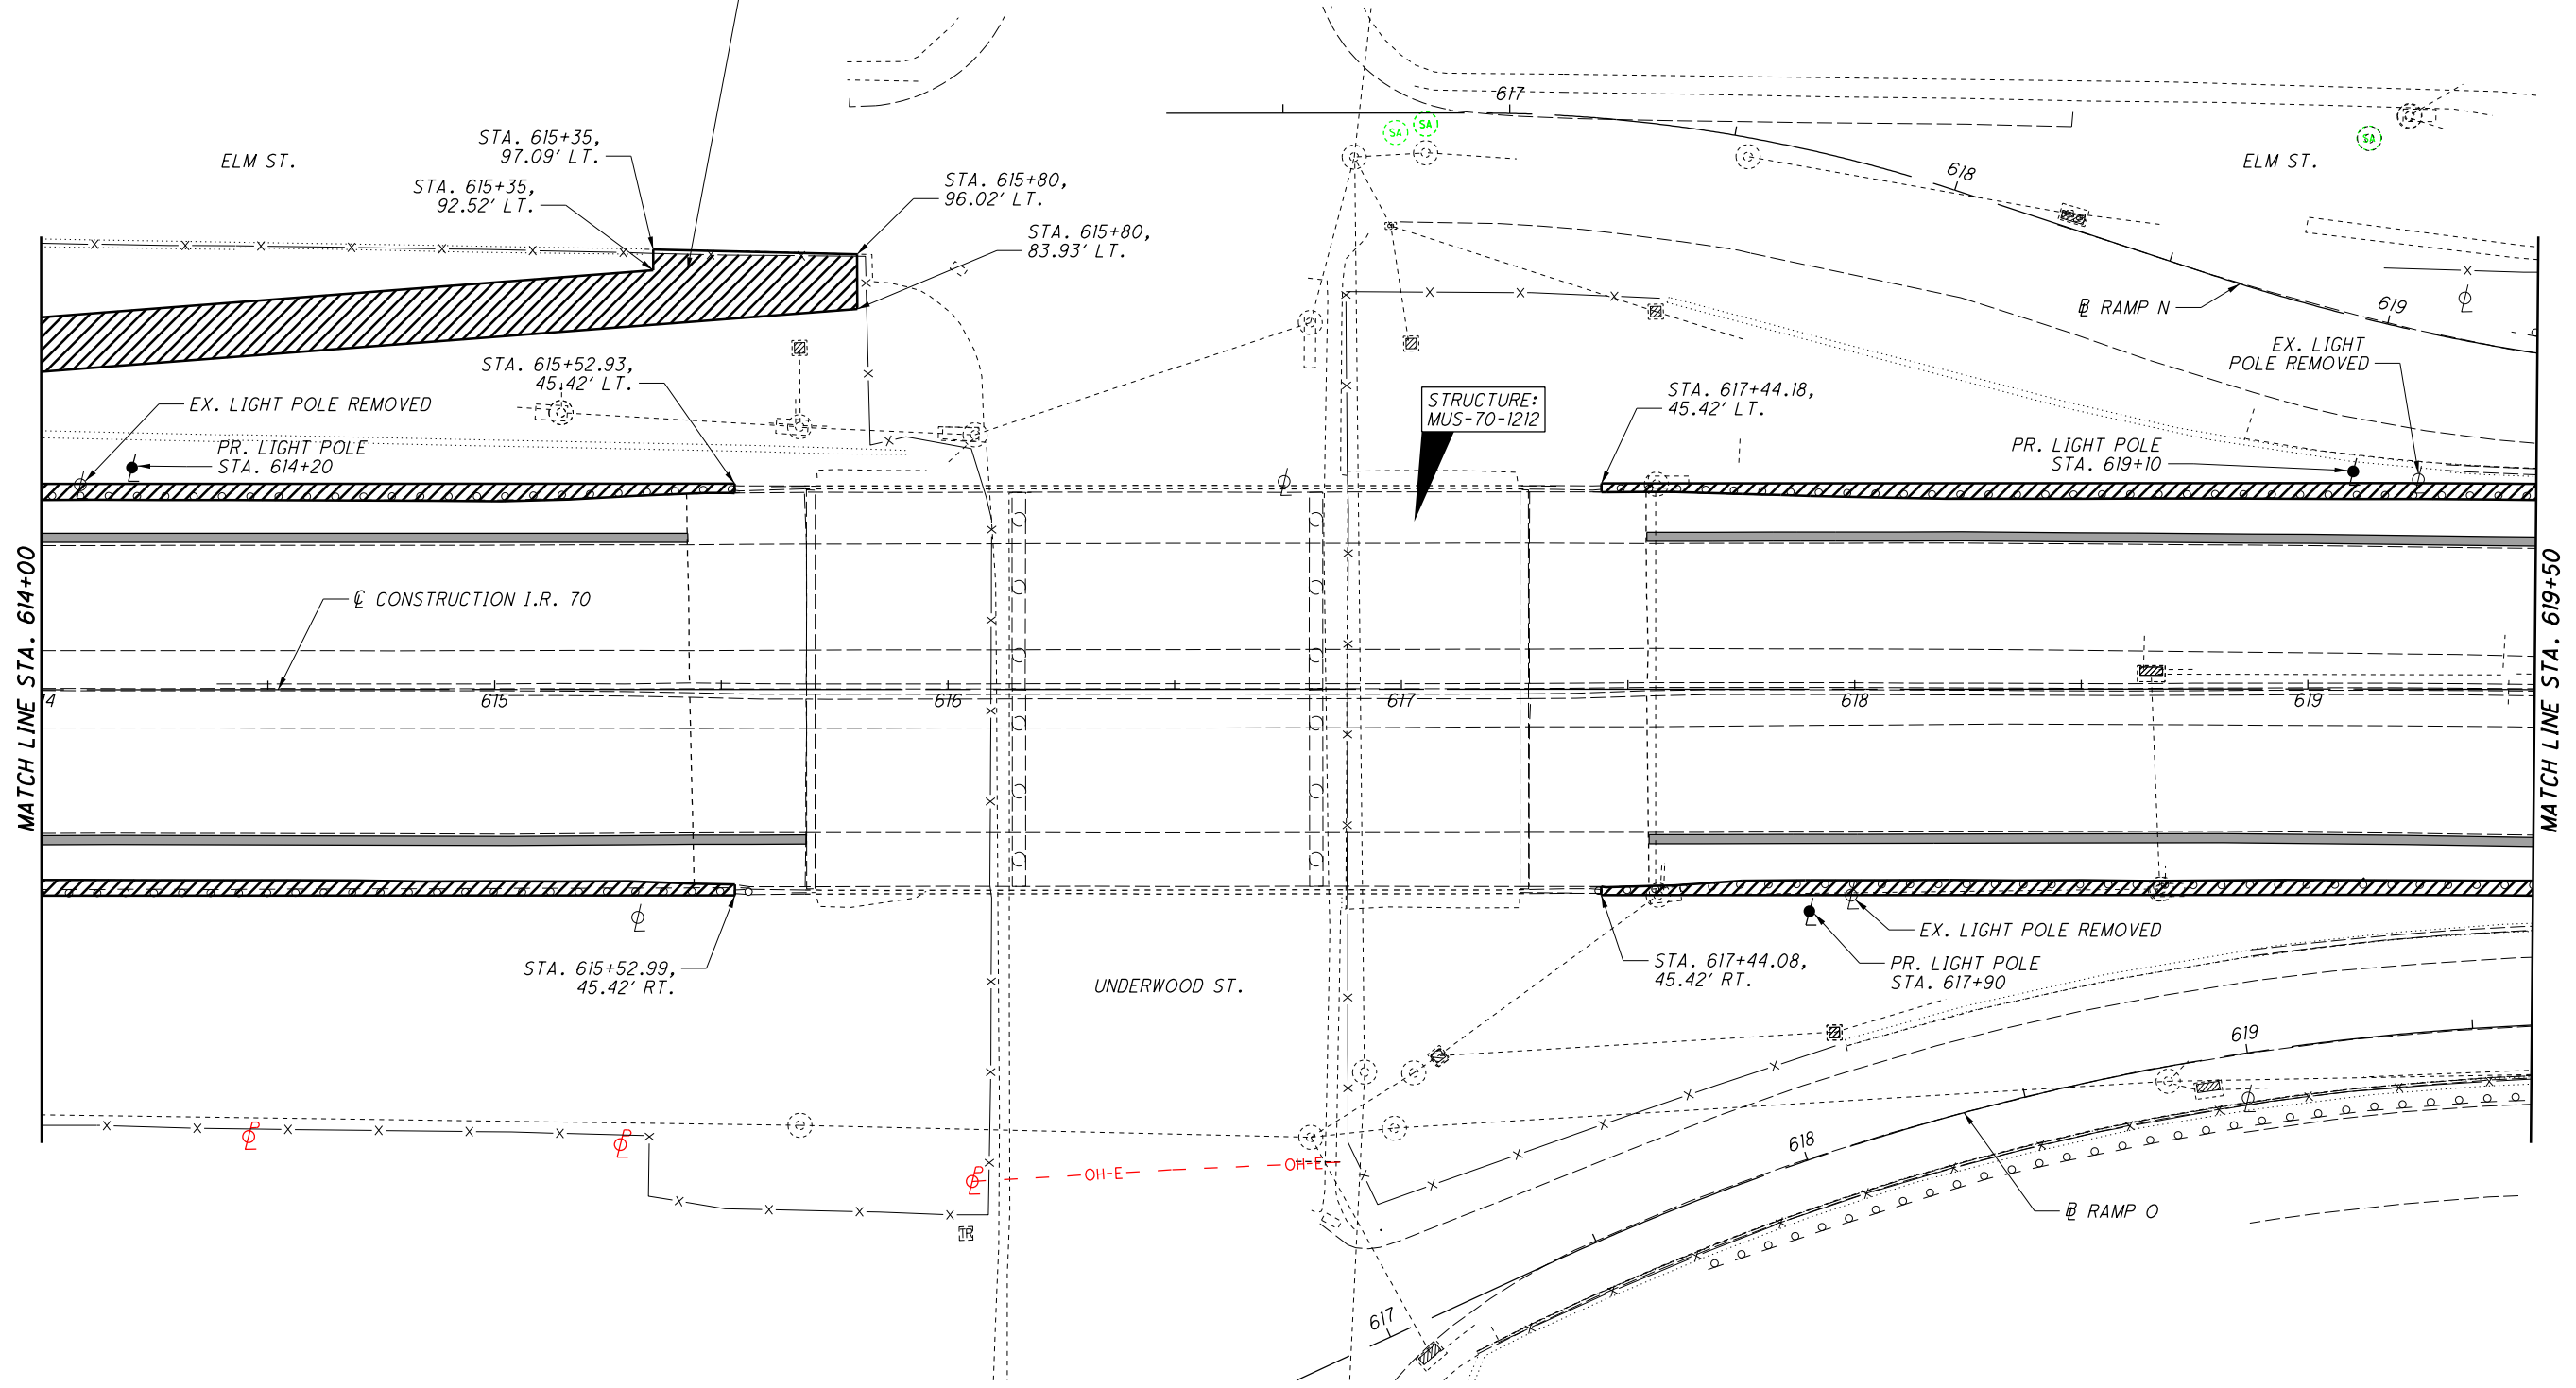 617
SA
SA
SA
STA. 615+35,
97.09' LT.
ELM ST.
ELM ST.
618
STA. 615+35,
92.52' LT.
STA. 615+80,
96.02' LT.
STA. 615+80,
83.93' LT.
℄ RAMP N
619
EX. LIGHT
POLE REMOVED
STA. 615+52.93,
45.42' LT.
STRUCTURE:
MUS-70-1212
STA. 617+44.18,
45.42' LT.
EX. LIGHT POLE REMOVED
PR. LIGHT POLE
STA. 614+20
PR. LIGHT POLE
STA. 619+10
MATCH LINE STA. 614+00
MATCH LINE STA. 619+50
℄ CONSTRUCTION I.R. 70
14
615
616
617
618
619
EX. LIGHT POLE REMOVED
STA. 615+52.99,
45.42' RT.
UNDERWOOD ST.
STA. 617+44.08,
45.42' RT.
PR. LIGHT POLE
STA. 617+90
619
618
P
P
P
OH-E
OH-E
℄ RAMP O
TR
617